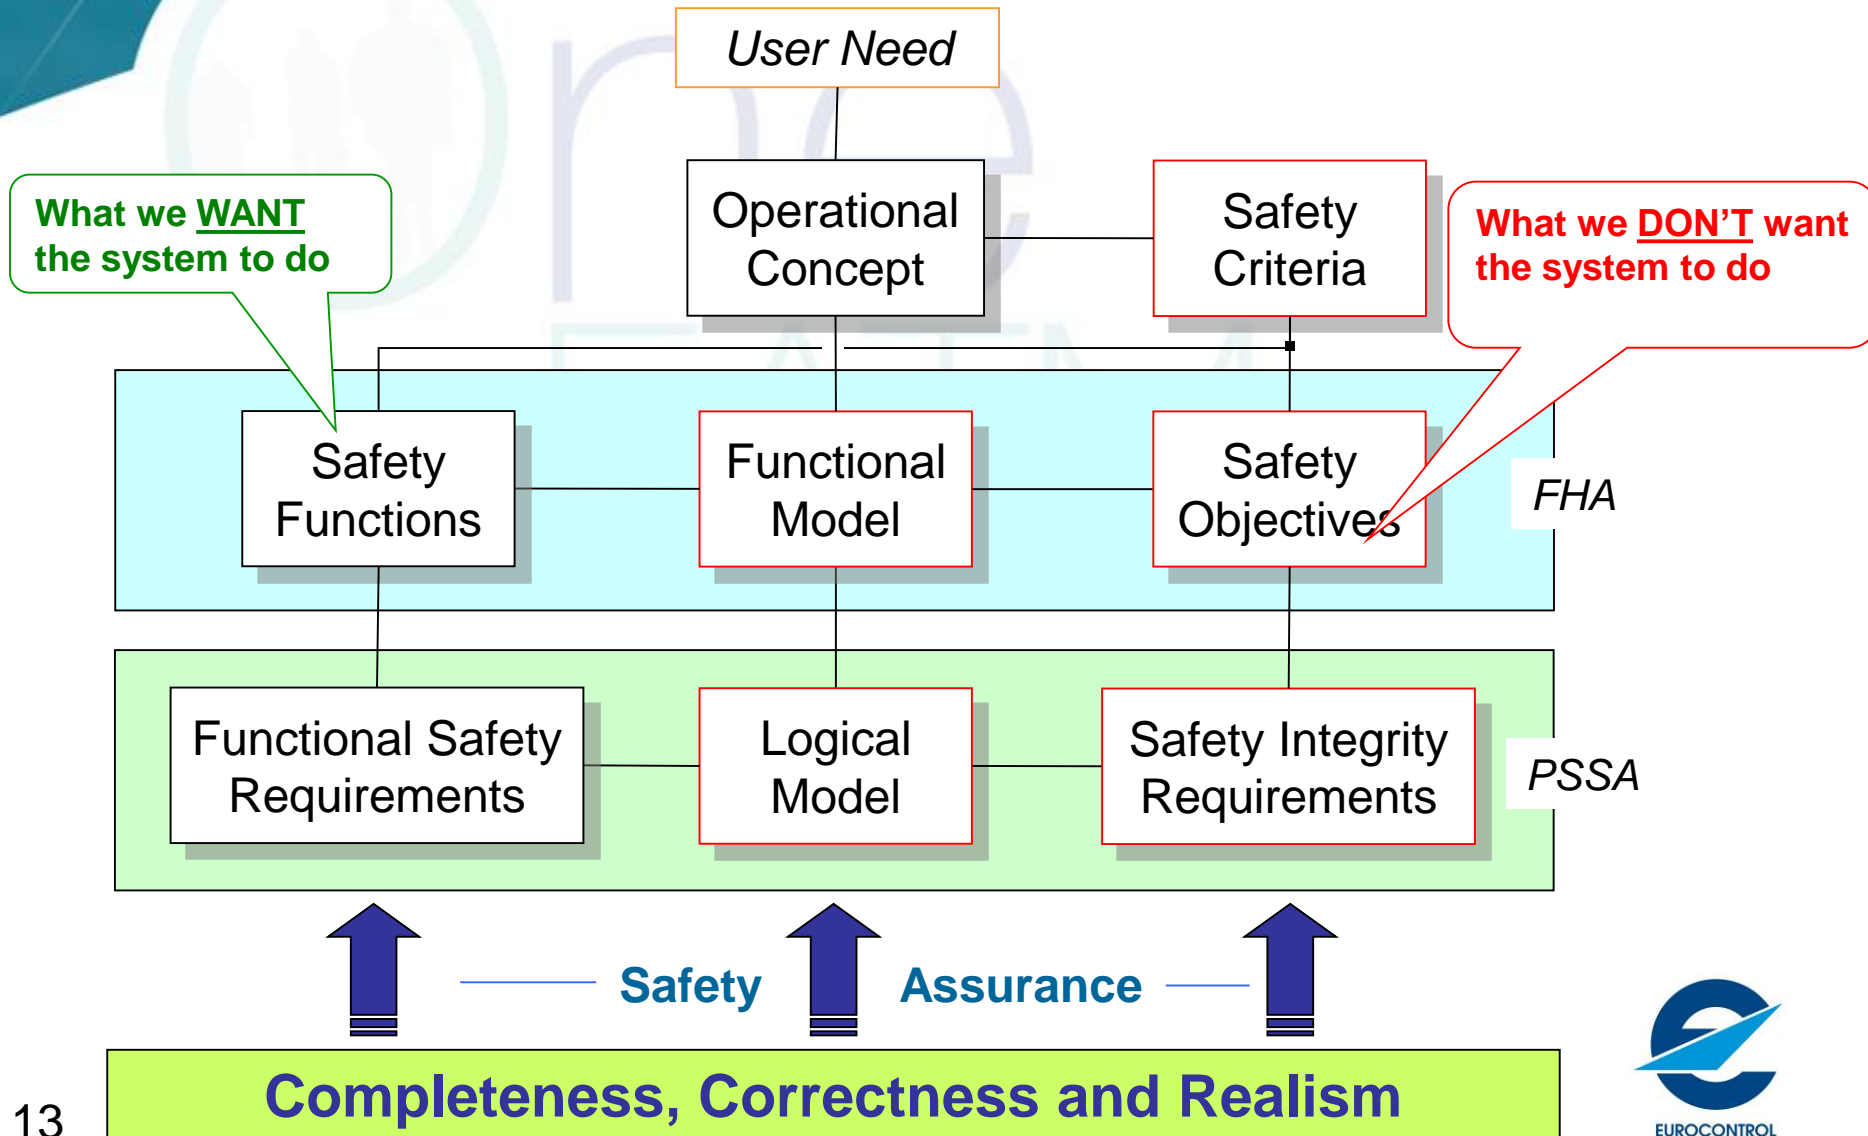 User Need
Operational
Concept
Safety
Criteria
What we WANT
the system to do
What we DON'T want
the system to do
Safety
Functions
Functional
Model
Safety
Objectives
FHA
Functional Safety
Requirements
Logical
Model
Safety Integrity
Requirements
PSSA
Safety Assurance
Completeness, Correctness and Realism
13
EUROCONTROL
One
ATM